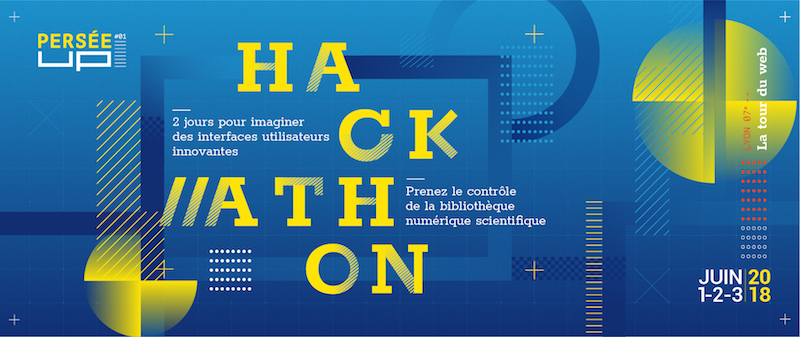 PERSÉE #01
UP
HA
CK
//ATH
ON
2 jours pour imaginer
des interfaces utilisateurs
innovantes
Prenez le contrôle
de la bibliothèque
numérique scientifique
LYON 07e
La tour du web
JUIN 20
1-2-3 18